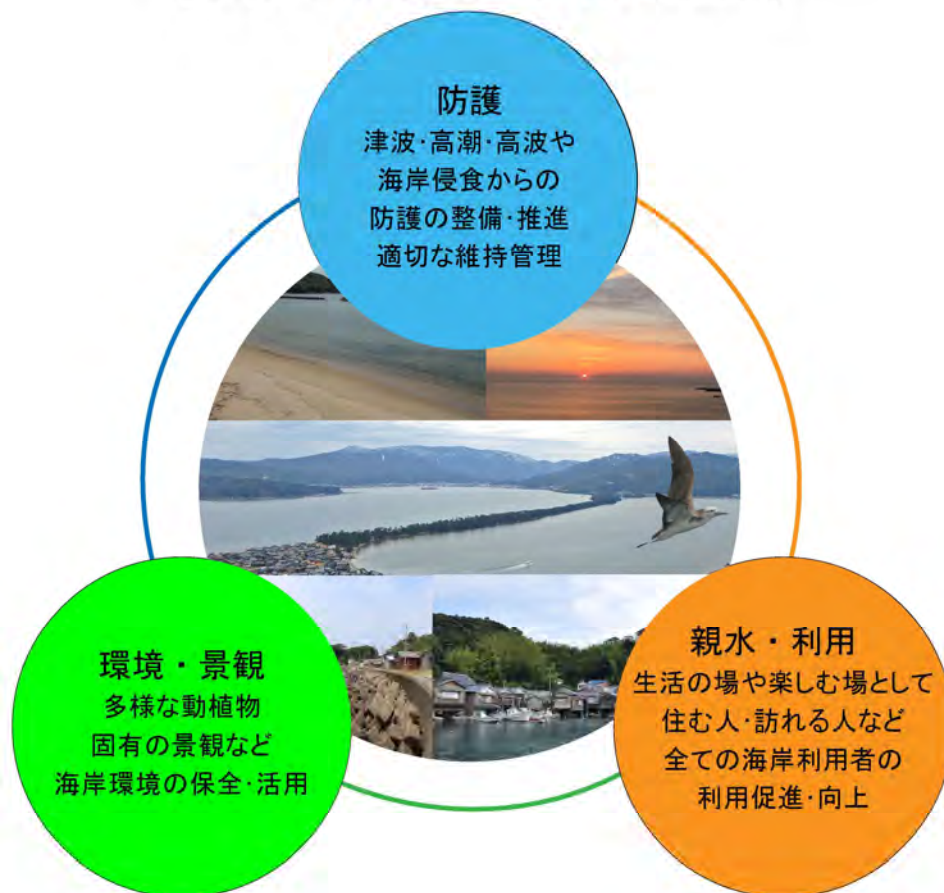 防護
津波・高潮・高波や
海岸侵食からの
防護の整備・推進
適切な維持管理
環境・景観
多様な動植物
固有の景観など
海岸環境の保全・活用
親水・利用
生活の場や楽しむ場として
住む人・訪れる人など
全ての海岸利用者の
利用促進・向上